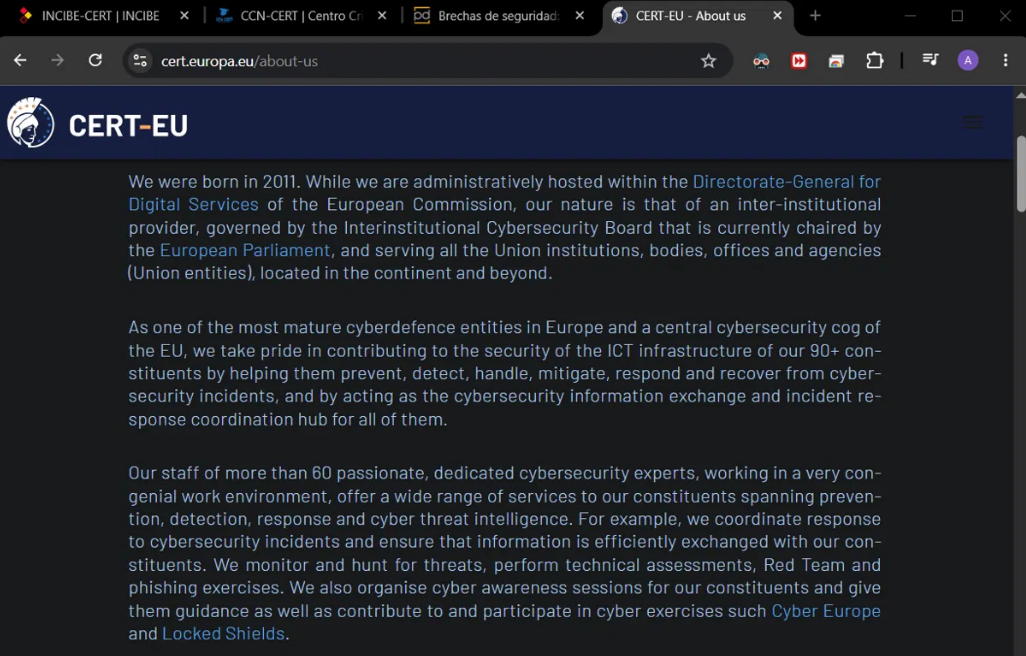 INCIBE-CERT | INCIBE
CCN-CERT | Centro Cri
Brechas de seguridad:
CERT-EU - About us
cert.europa.eu/about-us
A
CERT-EU
We were born in 2011. While we are administratively hosted within the Directorate-General for
Digital Services of the European Commission, our nature is that of an inter-institutional
provider, governed by the Interinstitutional Cybersecurity Board that is currently chaired by
the European Parliament, and serving all the Union institutions, bodies, offices and agencies
(Union entities), located in the continent and beyond.
As one of the most mature cyberdefence entities in Europe and a central cybersecurity cog of
the EU, we take pride in contributing to the security of the ICT infrastructure of our 90+ con-
stituents by helping them prevent, detect, handle, mitigate, respond and recover from cyber-
security incidents, and by acting as the cybersecurity information exchange and incident re-
sponse coordination hub for all of them.
Our staff of more than 60 passionate, dedicated cybersecurity experts, working in a very con-
genial work environment, offer a wide range of services to our constituents spanning preven-
tion, detection, response and cyber threat intelligence. For example, we coordinate response
to cybersecurity incidents and ensure that information is efficiently exchanged with our con-
stituents. We monitor and hunt for threats, perform technical assessments, Red Team and
phishing exercises. We also organise cyber awareness sessions for our constituents and give
them guidance as well as contribute to and participate in cyber exercises such Cyber Europe
and Locked Shields.